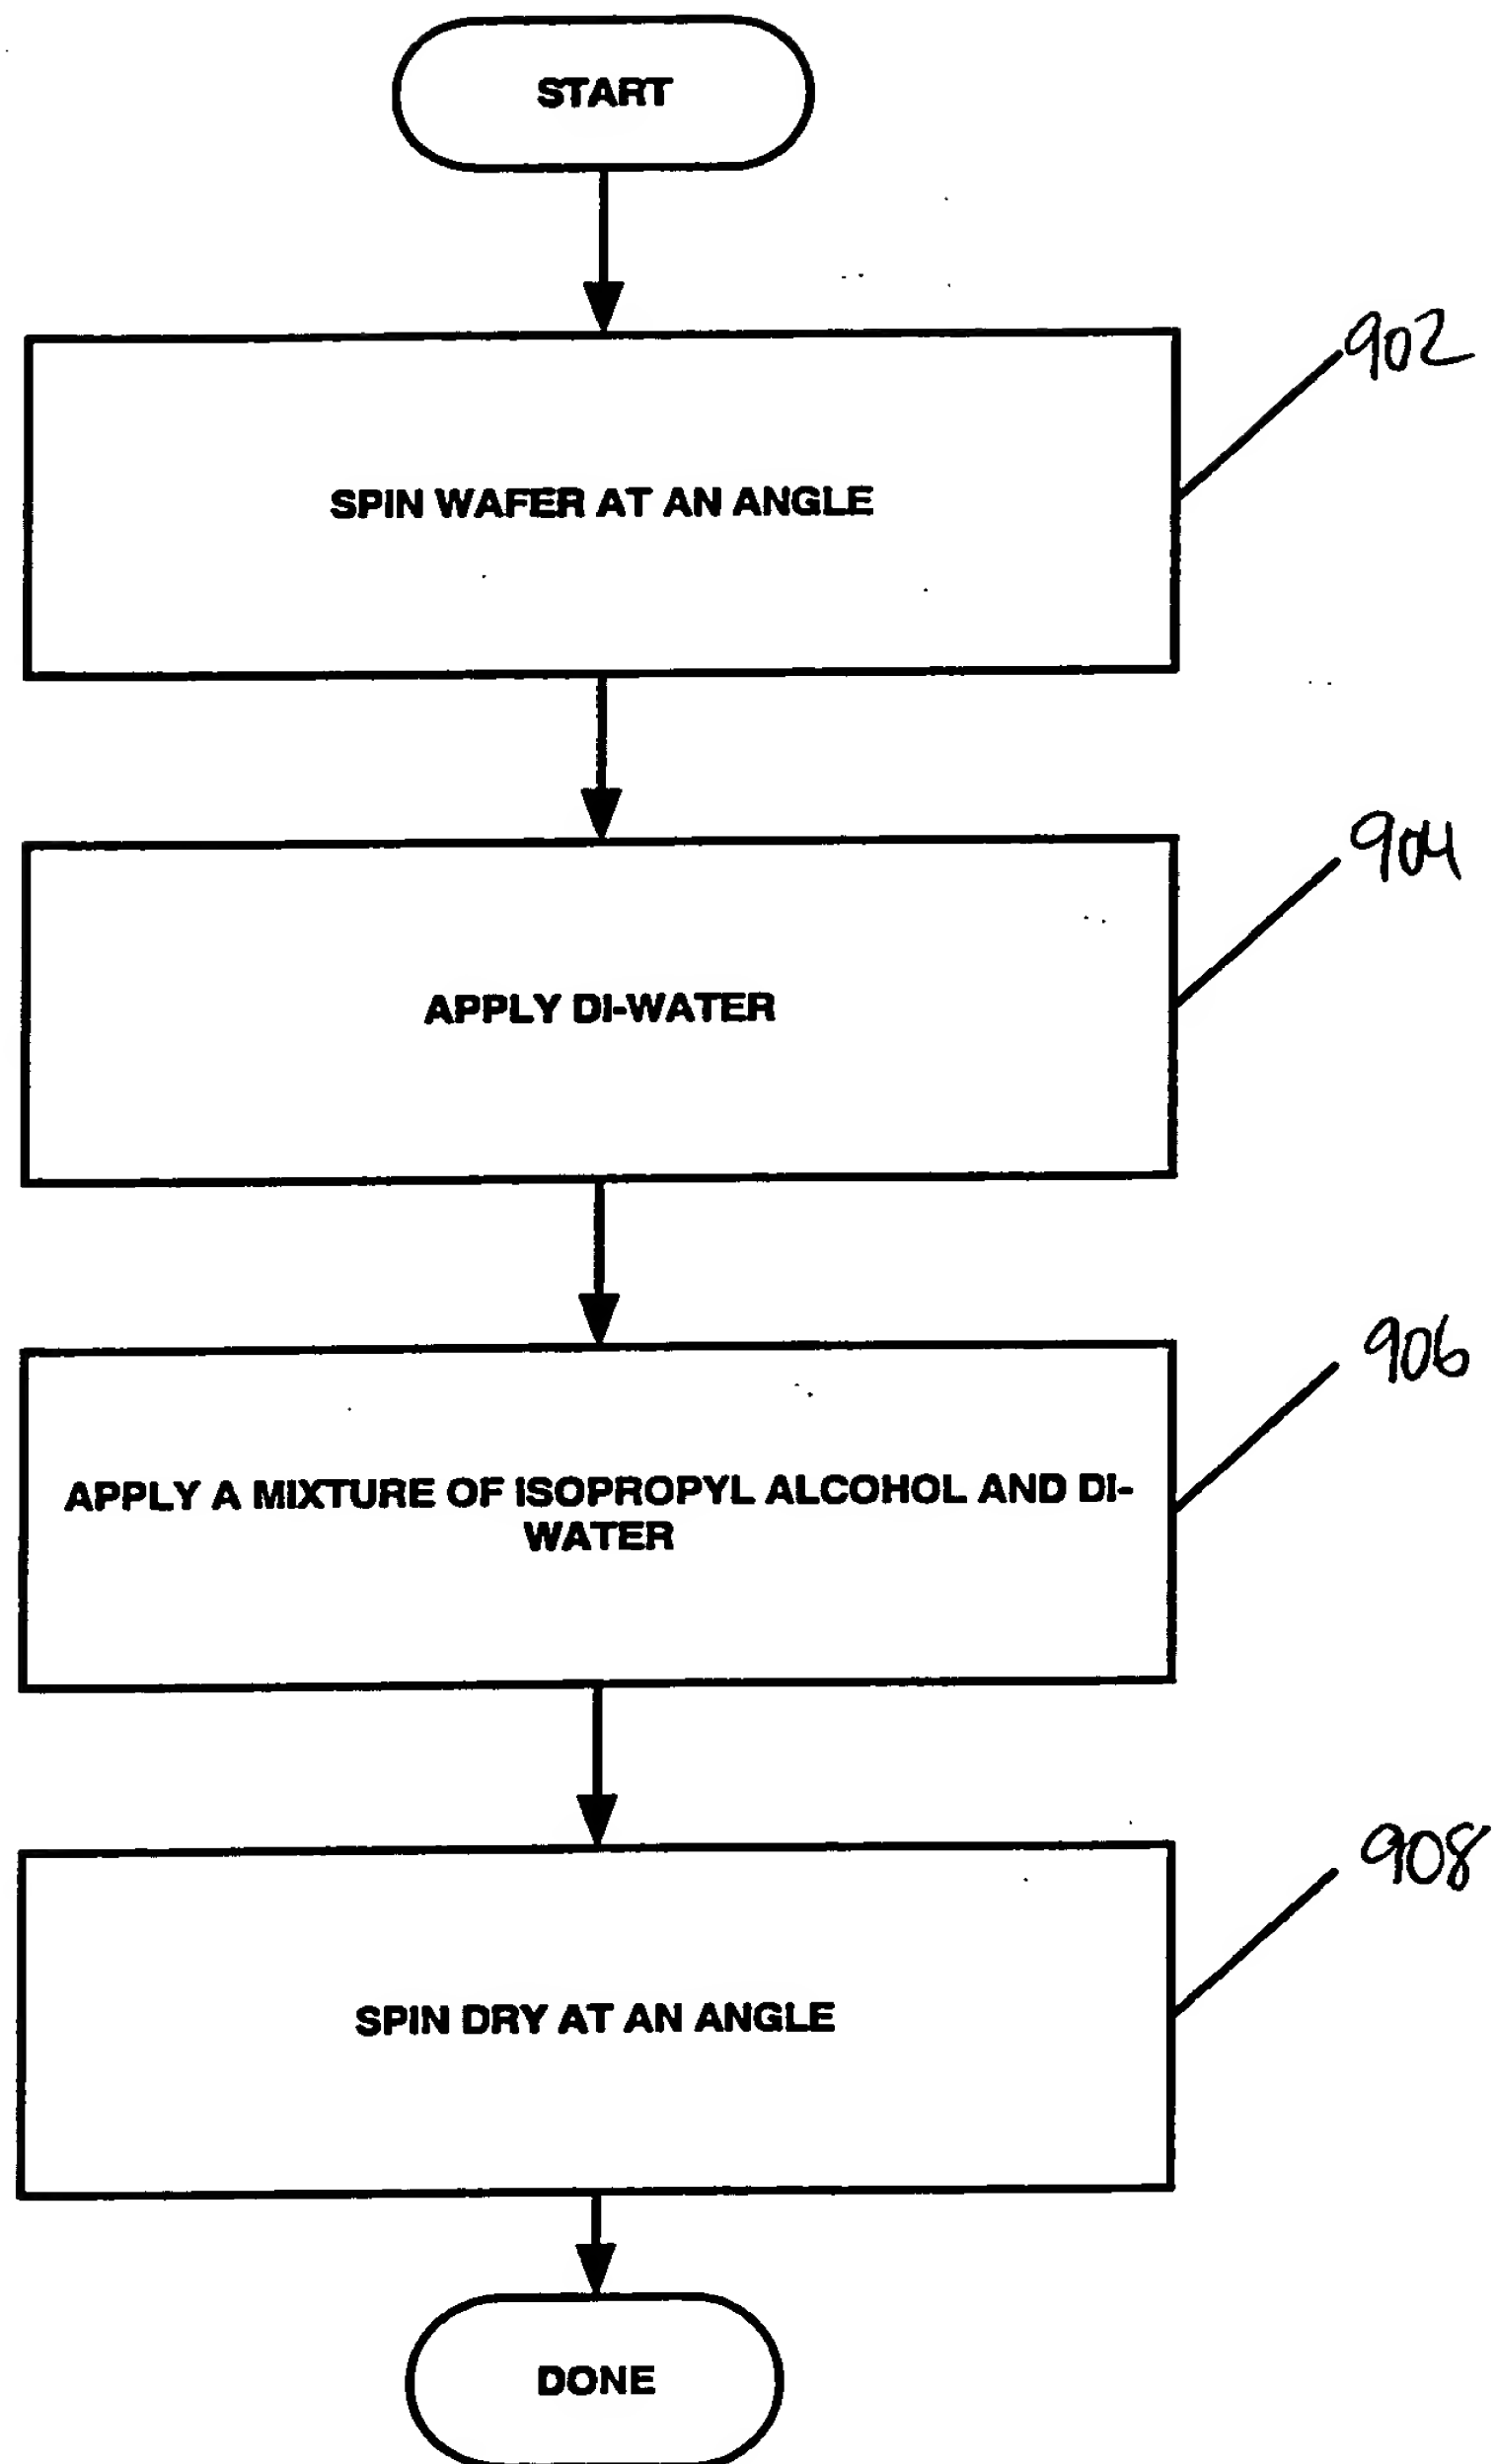 START
902
SPIN WAFER AT AN ANGLE
904
APPLY DI-WATER
906
APPLY A MIXTURE OF ISOPROPYL ALCOHOL AND DI-
WATER
908
SPIN DRY AT AN ANGLE
DONE